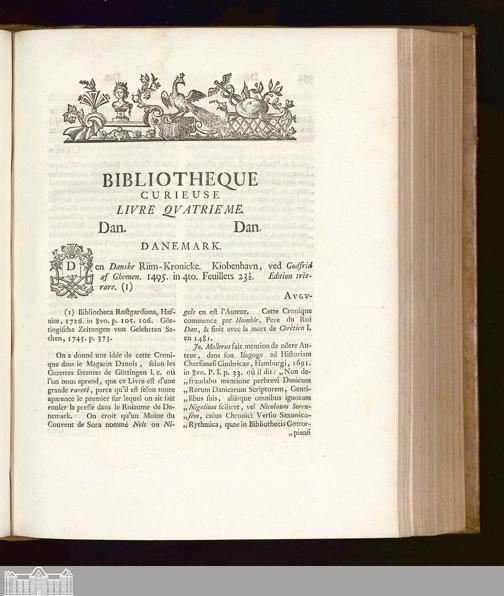 BIBLIOTHEQUE
CURIEUSE
LIVRE QVATRIEME.
Dan. Dan.
DANEMARK.
Den Danske Riim-Kronicke. Kiobenhavn, ved Godfrid
af Ghemen. 1495. in 4to. Feuillets 23½. Edition très-
rare. (1)
AVGV-
(1) Bibliotheca Rostgardiana, Haf-
niae, 1726. in 8vo. p. 105. 106. Göt-
tingische Zeitungen von Gelehrten Sa-
chen, 1745. p. 373.
On a donné une idée de cette Croni-
que dans le Magazin Danois, selon les
Gazettes savantes de Göttingen l. c. où
l'on nous aprend, que ce Livre est d'une
grande rareté, parce qu'il est selon toute
aparence le premier sur lequel on ait fait
rouler la presse dans le Roiaume de Da-
nemark. On croit qu'un Moine du
Couvent de Sora nommé Nels ou Ni-
gels en est l'Auteur. Cette Cronique
commence par Humble, Pere du Roi
Dan, & finit avec la mort de Chrétien I.
en 1481.
Jo. Mollerus fait mention de nôtre Au-
teur, dans son Isagoge ad Historiam
Chersonesi Cimbricae, Hamburgi, 1691.
in 8vo. P. I. p. 33. où il dit: „Non de-
„fraudabo mentione perbrevi Danicum
„Rerum Danicarum Scriptorem, Genti-
„libus suis, aliisque omnibus ignotum
„Nigelium scilicet, vel Nicolaum Soren-
„sem, cuius Chronici Versio Saxonico-
„Rythmica, quae in Bibliothecis Gottor-
„piensi